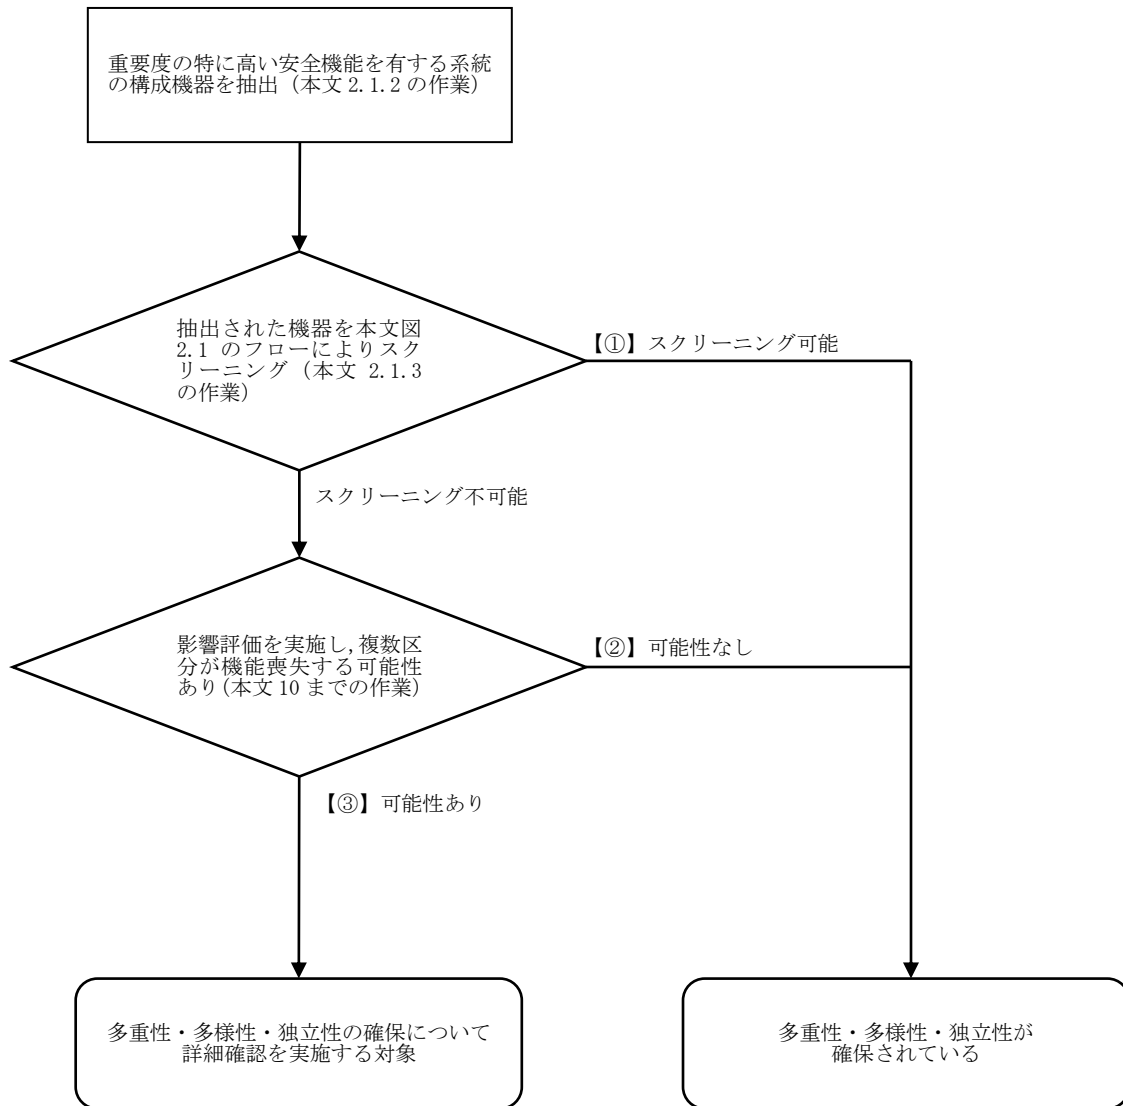 重要度の特に高い安全機能を有する系統
の構成機器を抽出（本文 2.1.2 の作業）
抽出された機器を本文図
2.1 のフローによりスク
リーニング（本文 2.1.3
の作業）
【①】スクリーニング可能
スクリーニング不可能
影響評価を実施し,複数区
分が機能喪失する可能性
あり(本文 10 までの作業)
【②】可能性なし
【③】可能性あり
多重性・多様性・独立性の確保について
詳細確認を実施する対象
多重性・多様性・独立性が
確保されている